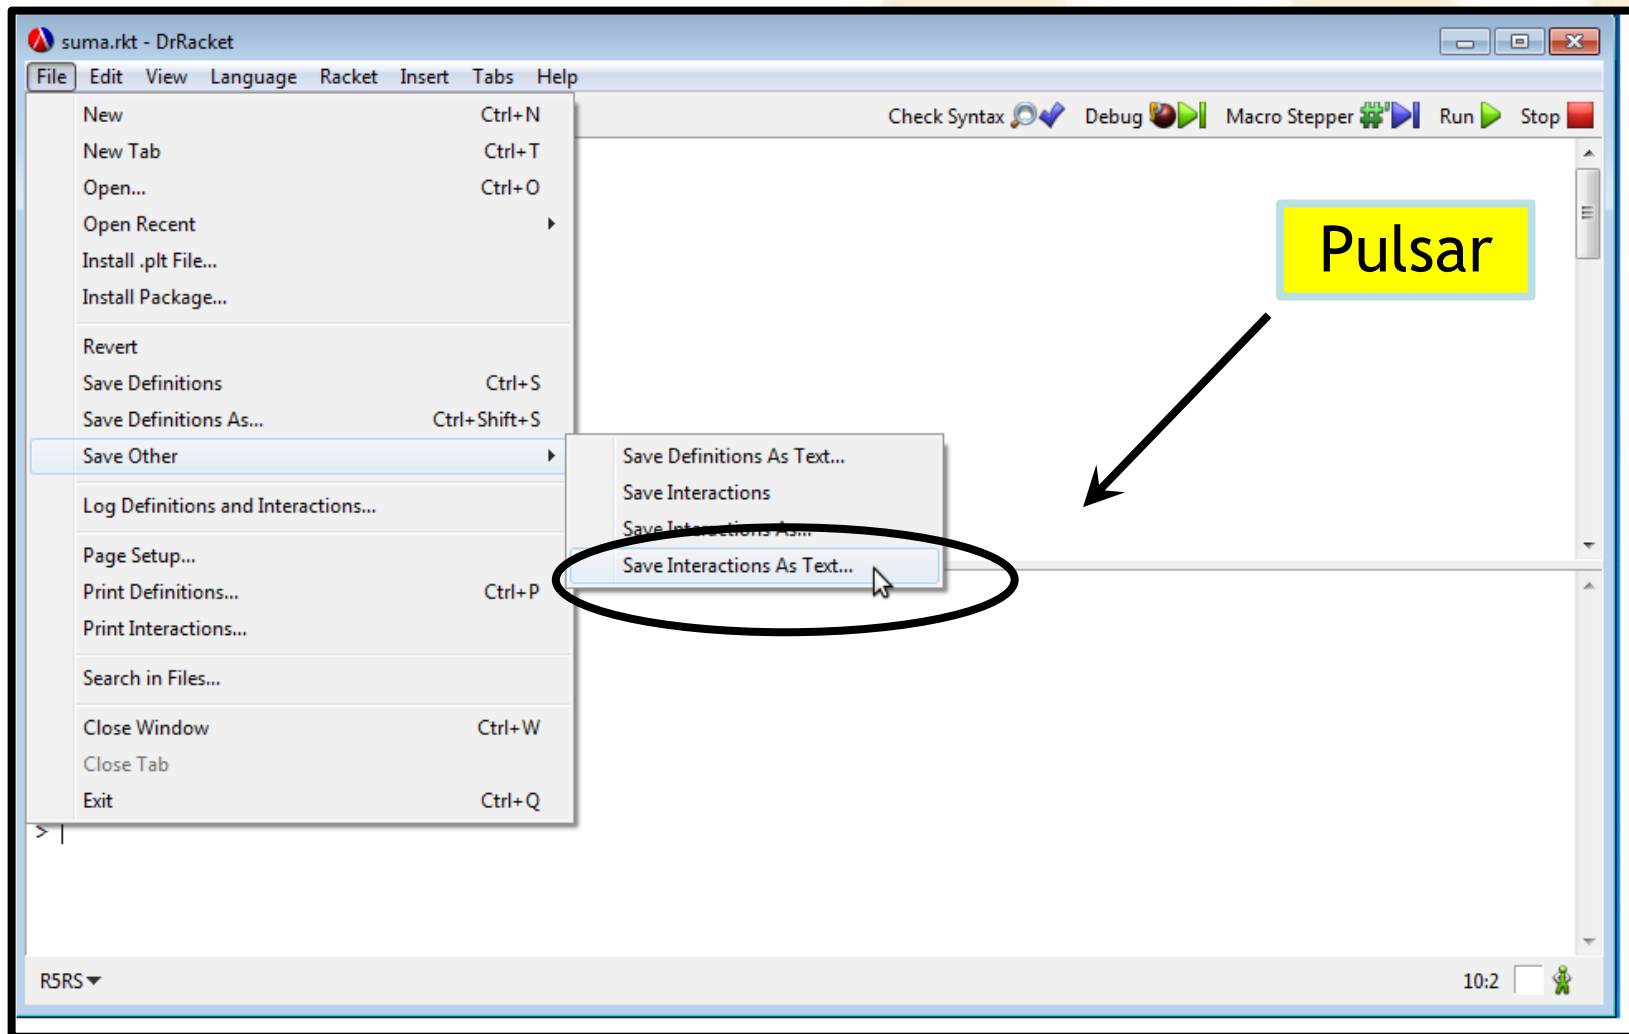 suma.rkt - DrRacket
File Edit View Language Racket Insert Tabs Help
Check Syntax Debug Macro Stepper Run Stop
New Ctrl+N
New Tab Ctrl+T
Open... Ctrl+O
Open Recent
Install .plt File...
Install Package...
Revert
Save Definitions Ctrl+S
Save Definitions As... Ctrl+Shift+S
Save Other
Log Definitions and Interactions...
Page Setup...
Print Definitions... Ctrl+P
Print Interactions...
Search in Files...
Close Window Ctrl+W
Close Tab
Exit Ctrl+Q
Save Definitions As Text...
Save Interactions
Save Interactions As...
Save Interactions As Text...
Pulsar
>
R5RS
10:2